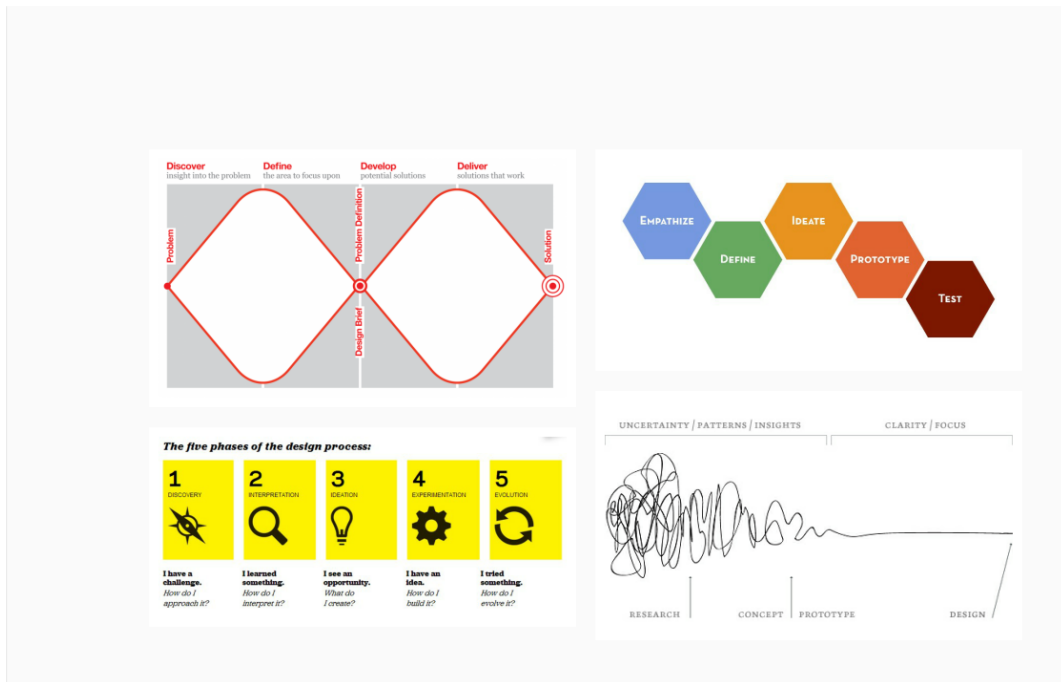 Discover
insight into the problem
Define
the area to focus upon
Develop
potential solutions
Deliver
solutions that work
Problem
Problem Definition
Design Brief
Solution
EMPATHIZE
DEFINE
IDEATE
PROTOTYPE
TEST
The five phases of the design process:
1
DISCOVERY
2
INTERPRETATION
3
IDEATION
4
EXPERIMENTATION
5
EVOLUTION
I have a
challenge.
How do I
approach it?
I learned
something.
How do I
interpret it?
I see an
opportunity.
What do
I create?
I have an
idea.
How do I
build it?
I tried
something.
How do I
evolve it?
UNCERTAINTY / PATTERNS / INSIGHTS
CLARITY / FOCUS
RESEARCH
CONCEPT
PROTOTYPE
DESIGN